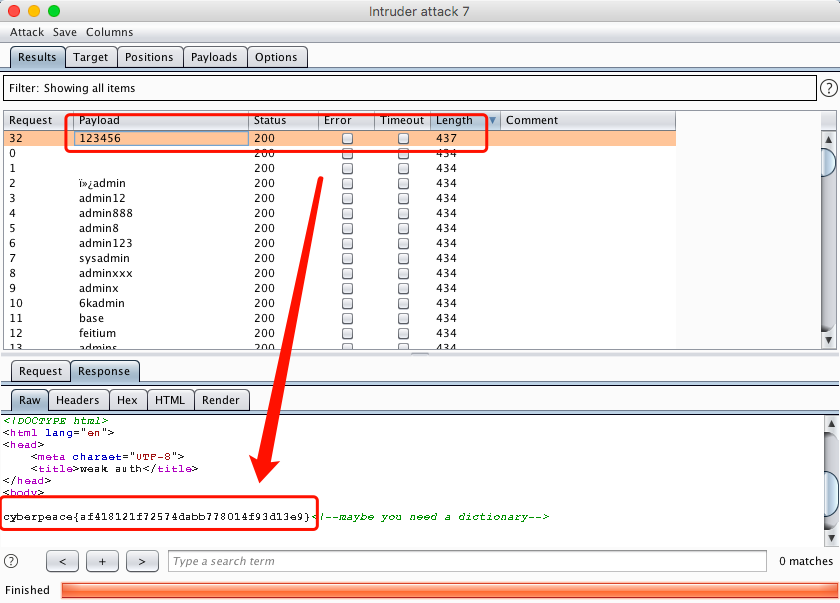 Intruder attack 7
Attack Save Columns
Results Target Positions Payloads Options
Filter: Showing all items ?
Request Payload Status Error Timeout Length Comment
32 123456 200 437
0 200 434
1 200 434
2 ï»¿admin 200 434
3 admin12 200 434
4 admin888 200 434
5 admin8 200 434
6 admin123 200 434
7 sysadmin 200 434
8 adminxxx 200 434
9 adminx 200 434
10 6kadmin 200 434
11 base 200 434
12 feitium 200 434
13 admins 200 434
Request Response
Raw Headers Hex HTML Render
<!DOCTYPE html>
<html lang="en">
<head>
<meta charset="UTF-8">
<title>weak auth</title>
</head>
<body>
cyberpeace{af418121f72574dabb778014f93d13e9}<!--maybe you need a dictionary-->
? < + > Type a search term 0 matches
Finished